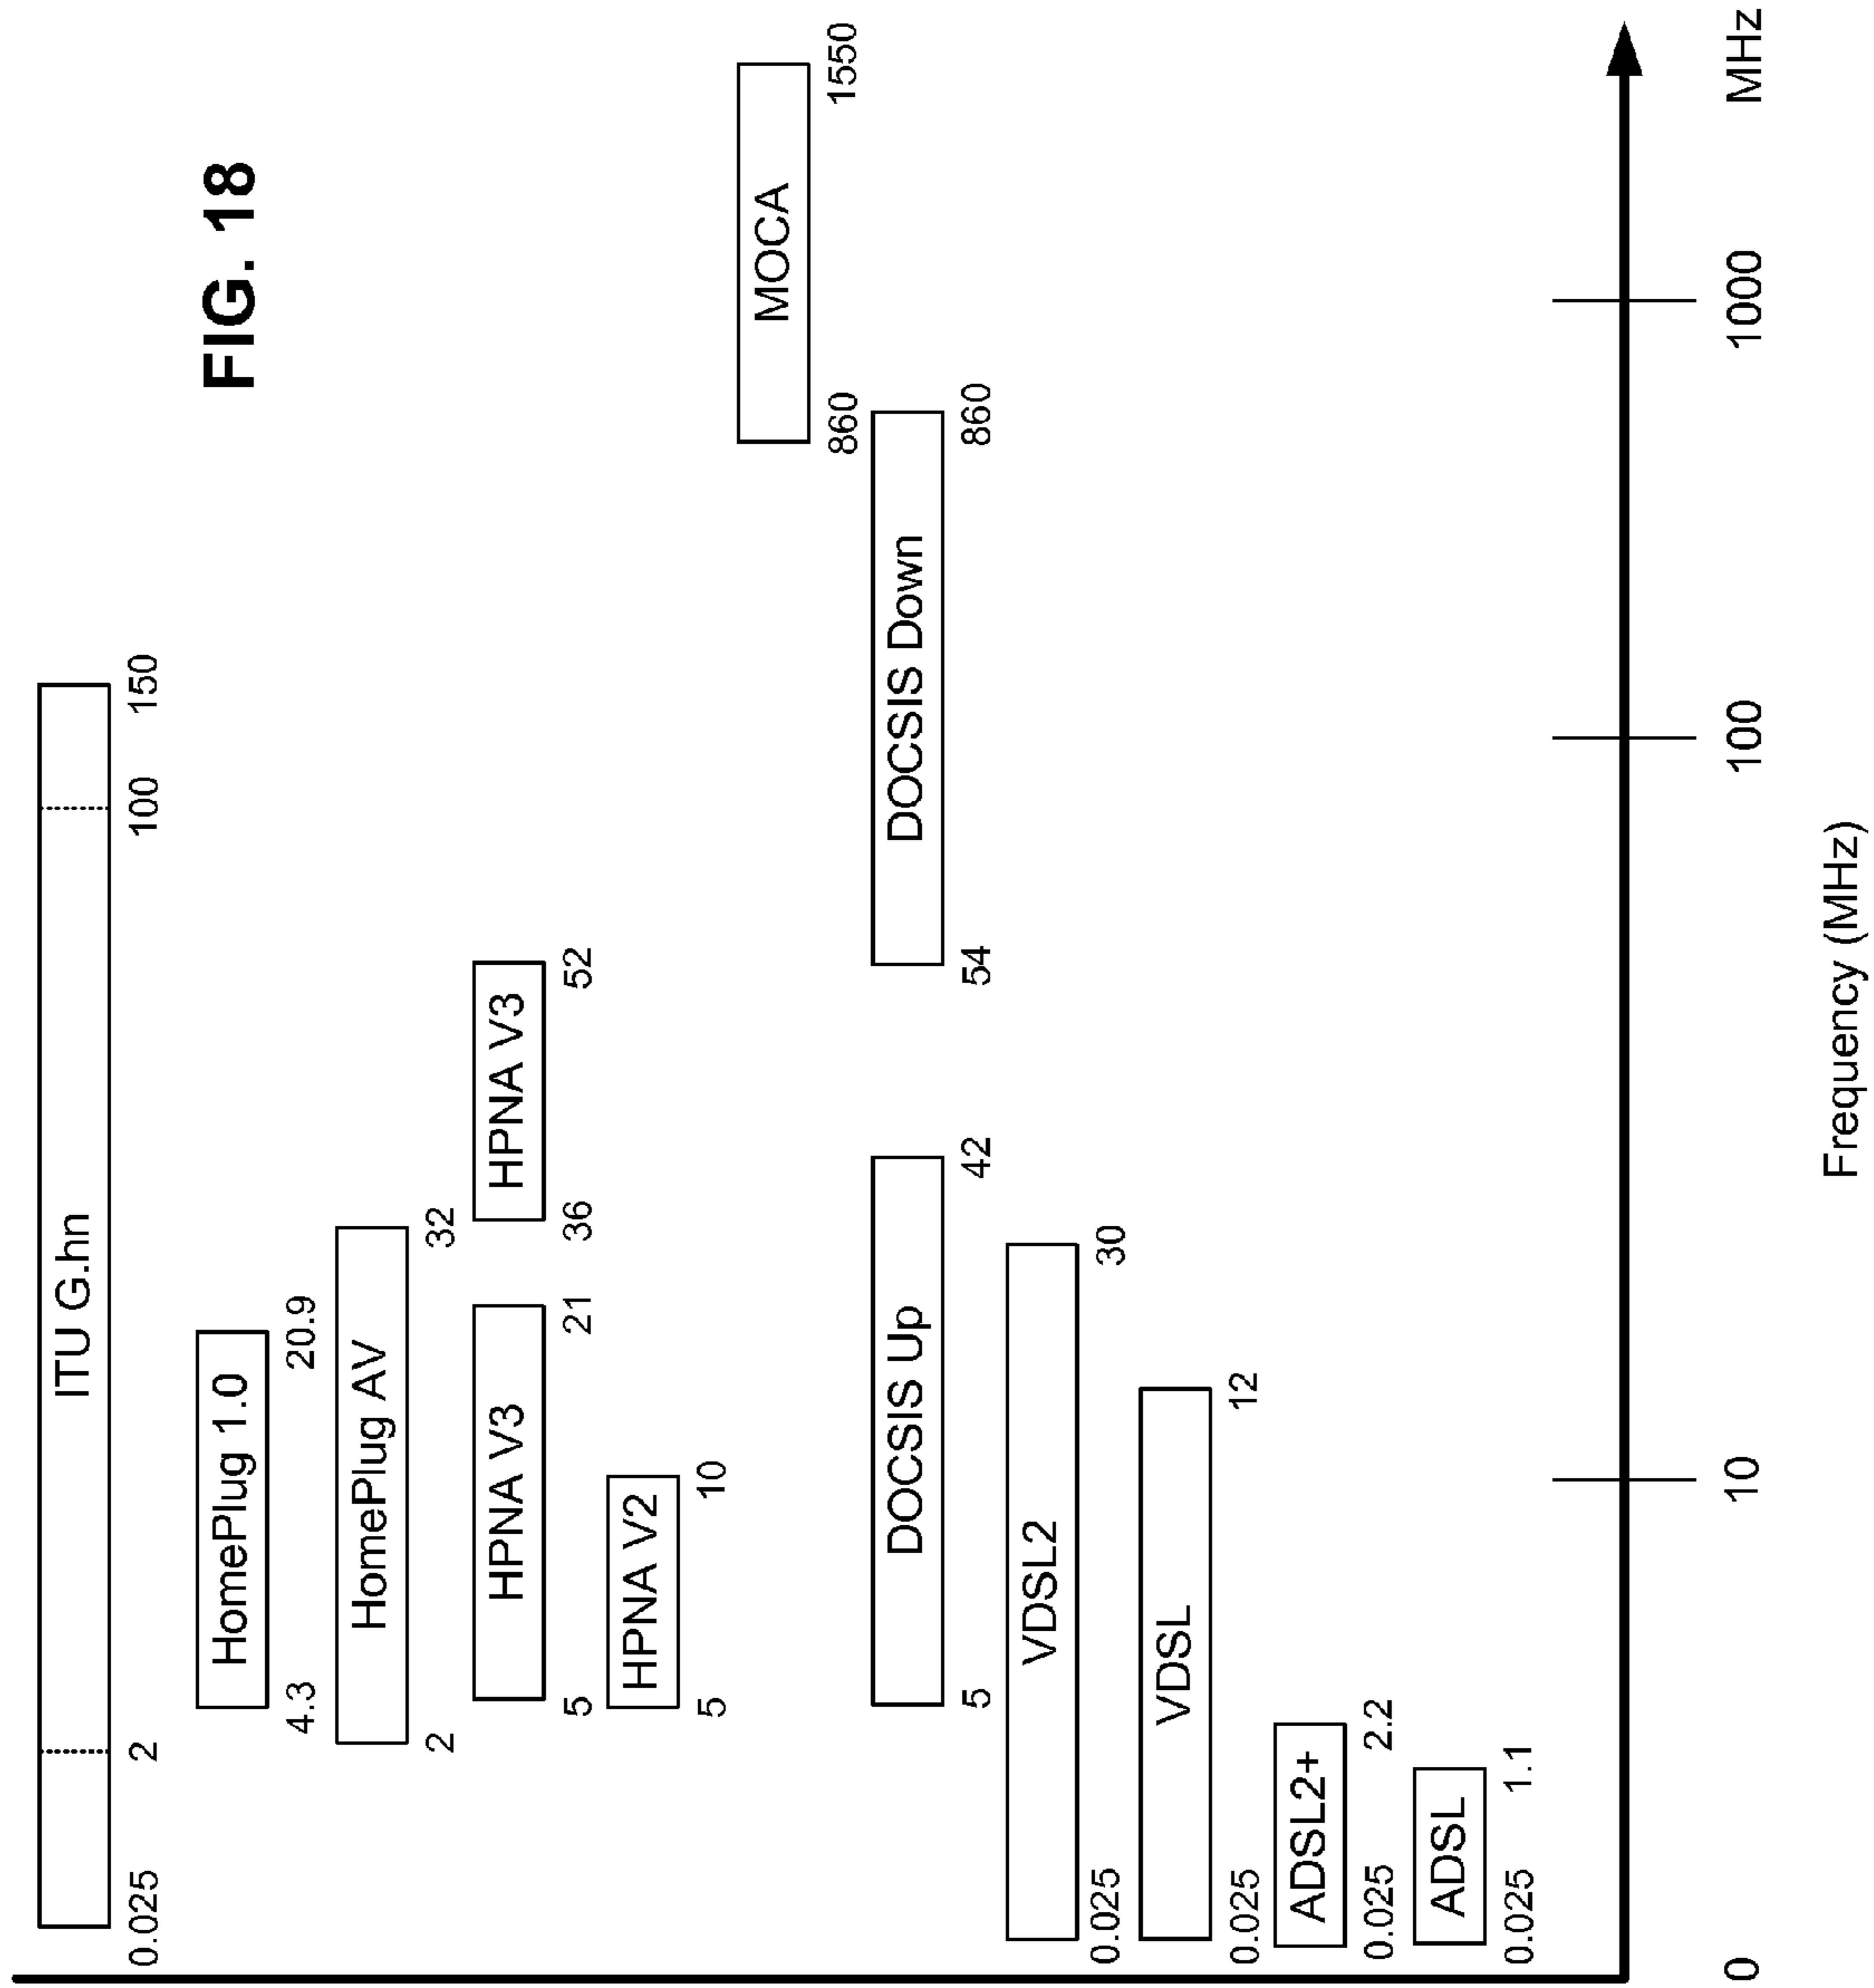 ITU G.hn
0.025 2 100 150
FIG. 18
HomePlug 1.0
4.3 20.9
HomePlug AV
2 32
HPNA V3 HPNA V3
5 21 36 52
HPNA V2
5 10
MOCA
860 1550
DOCSIS Up DOCSIS Down
5 42 54 860
VDSL2
0.025 30
VDSL
0.025 12
ADSL2+
0.025 2.2
ADSL
0.025 1.1
0 10 100 1000 MHz
Frequency (MHz)